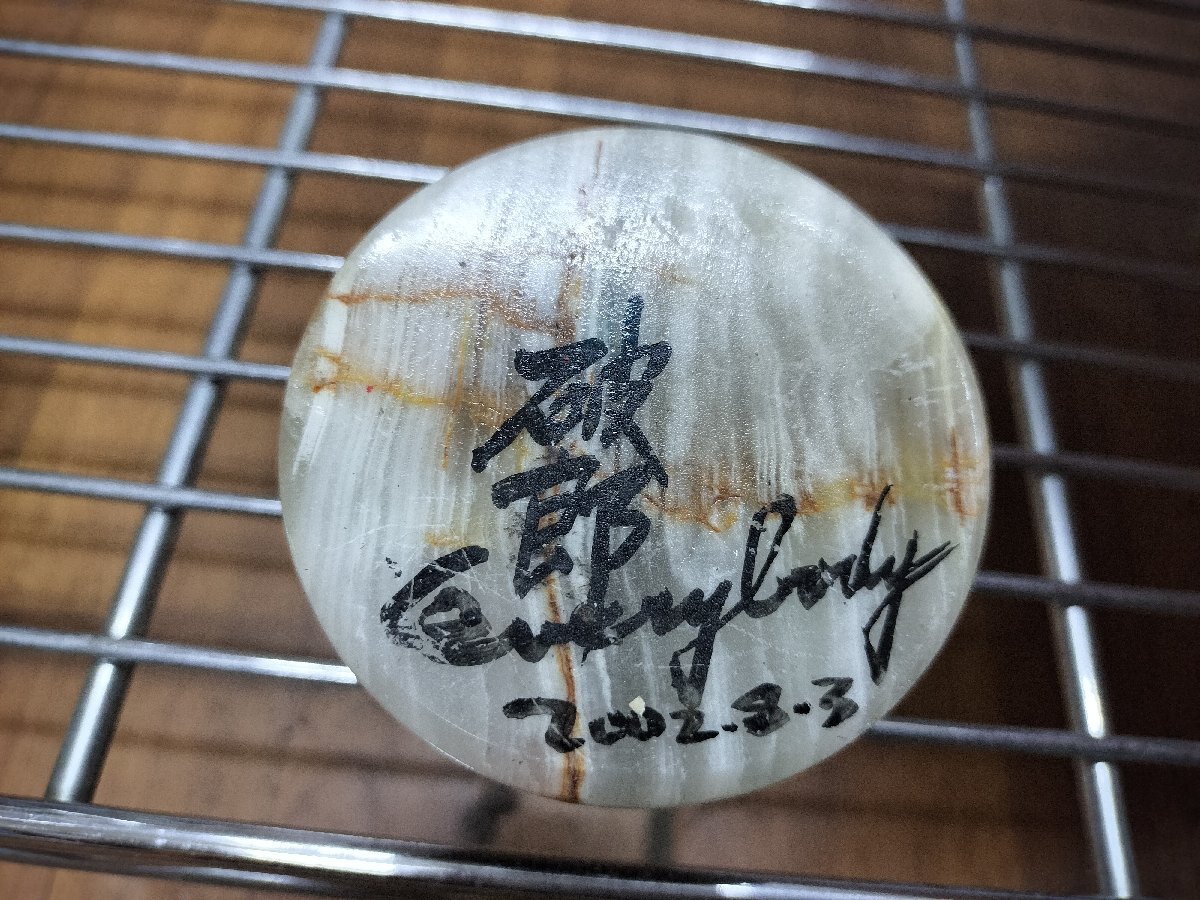 破
郎
Everybody
2002.8.3